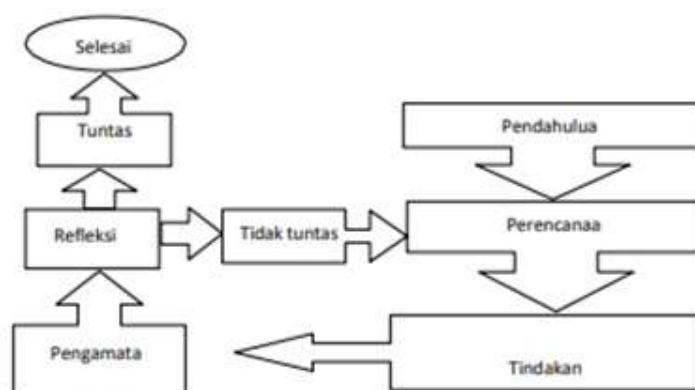 Selesai
Tuntas
Pendahulua
Refleksi
Tidak tuntas
Perencanaa
Pengamata
Tindakan